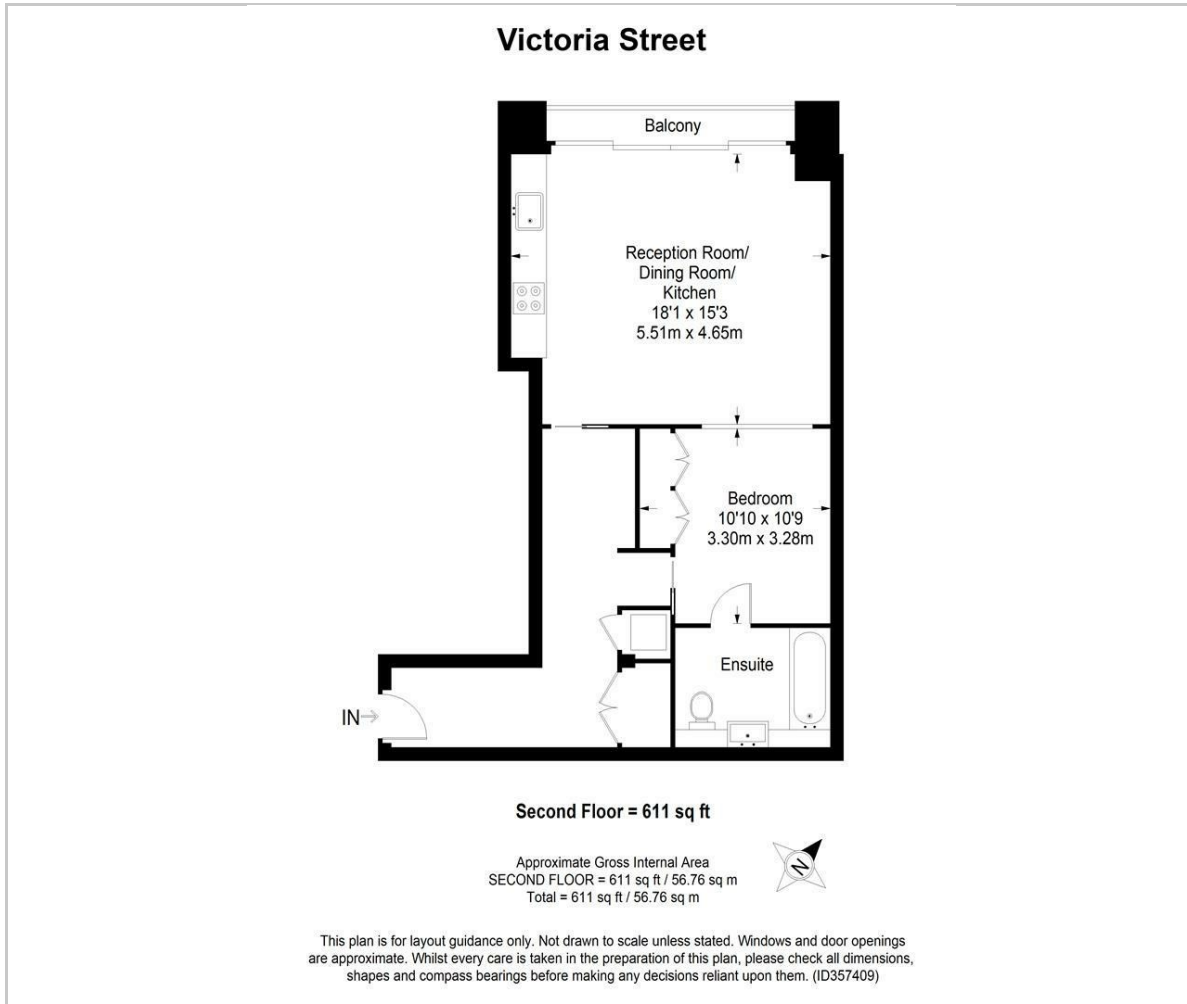 Victoria Street
Balcony
Reception Room/
Dining Room/
Kitchen
18'1 x 15'3
5.51m x 4.65m
Bedroom
10'10 x 10'9
3.30m x 3.28m
Ensuite
IN
Second Floor = 611 sq ft
Approximate Gross Internal Area
SECOND FLOOR = 611 sq ft / 56.76 sq m
Total = 611 sq ft / 56.76 sq m
N
This plan is for layout guidance only. Not drawn to scale unless stated. Windows and door openings
are approximate. Whilst every care is taken in the preparation of this plan, please check all dimensions,
shapes and compass bearings before making any decisions reliant upon them. (ID357409)